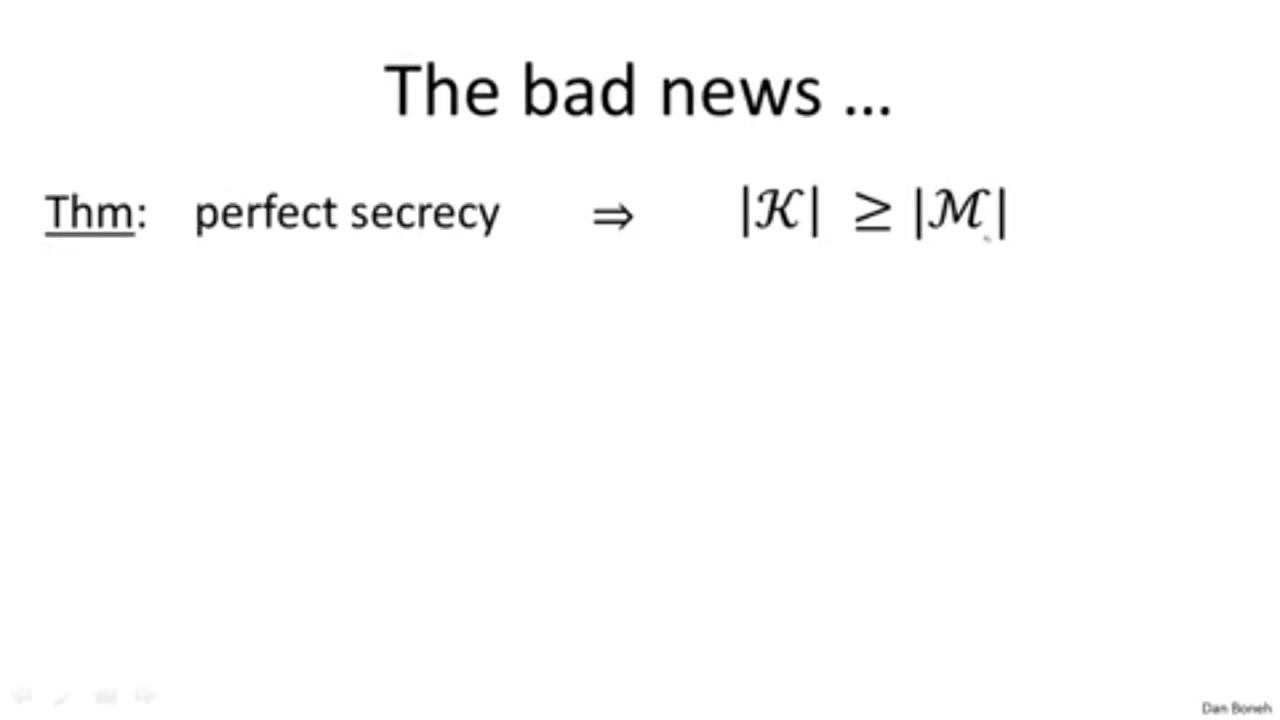 The bad news ...
Thm: perfect secrecy ⇒ |𝒦| ≥ |ℳ|
Dan Boneh